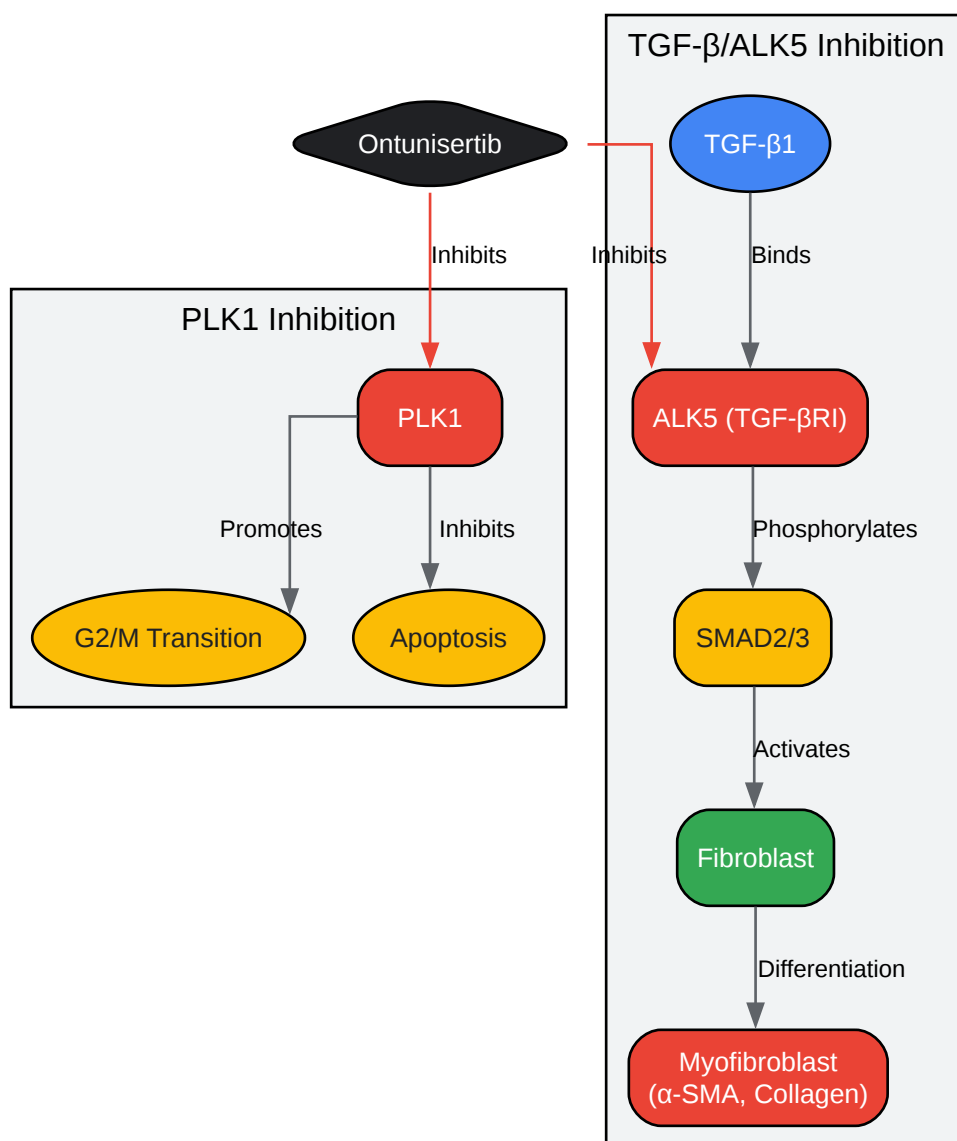 TGF-β/ALK5 Inhibition
Ontunisertib
TGF-β1
Inhibits
Inhibits
Binds
PLK1 Inhibition
PLK1
ALK5 (TGF-βRI)
Promotes
Inhibits
Phosphorylates
G2/M Transition
Apoptosis
SMAD2/3
Activates
Fibroblast
Differentiation
Myofibroblast
(α-SMA, Collagen)